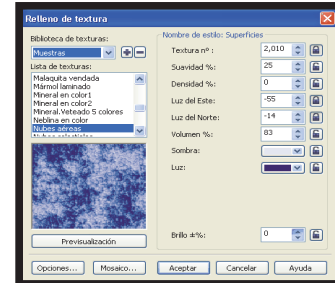 Relleno de textura
Biblioteca de texturas:
Muestras
Lista de texturas:
Malaquita vendada
Mármol laminado
Mineral en color1
Mineral en color2
Mineral.Veteado 5 colores
Neblina en color
Nubes aéreas
Previsualización
Nombre de estilo: Superficies
Textura nº :
2,010
Suavidad %:
25
Densidad %:
0
Luz del Este:
-55
Luz del Norte:
-14
Volumen %:
83
Sombra:
Luz:
Brillo ±%:
0
Opciones...
Mosaico...
Aceptar
Cancelar
Ayuda